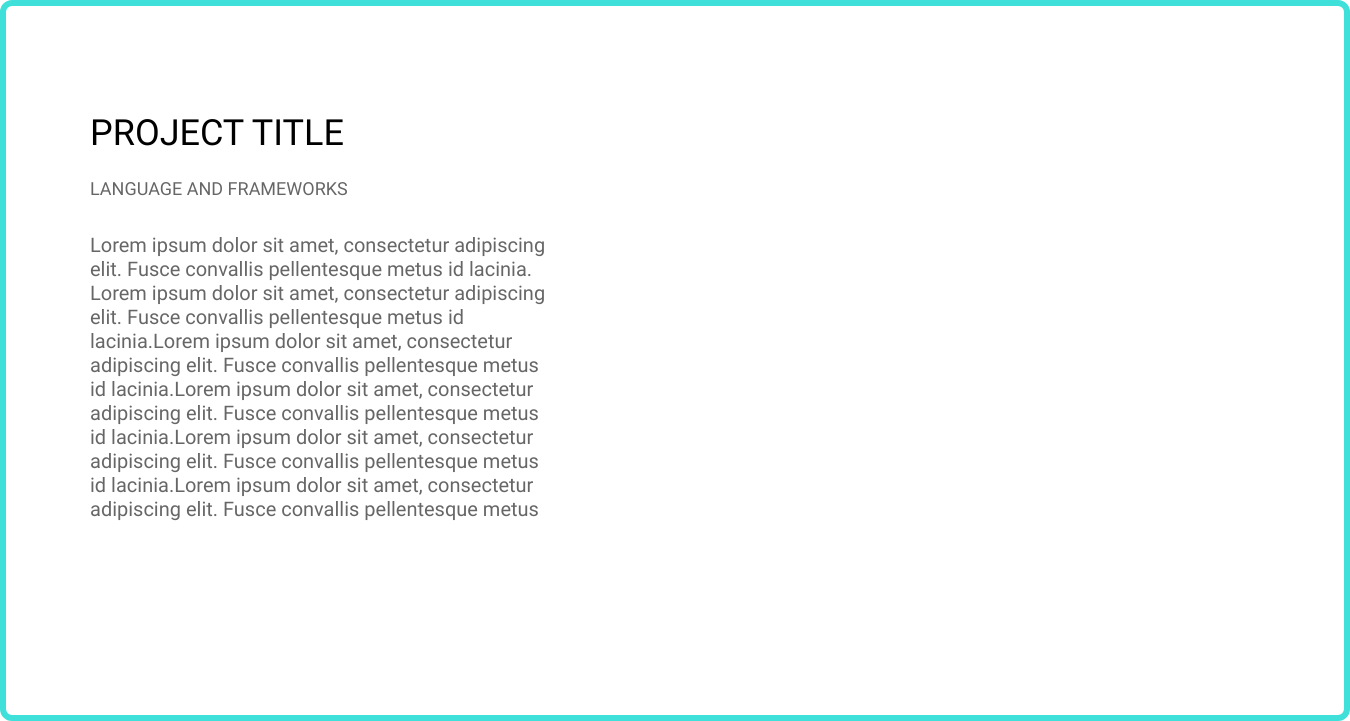 PROJECT TITLE
LANGUAGE AND FRAMEWORKS
Lorem ipsum dolor sit amet, consectetur adipiscing
elit. Fusce convallis pellentesque metus id lacinia.
Lorem ipsum dolor sit amet, consectetur adipiscing
elit. Fusce convallis pellentesque metus id
lacinia.Lorem ipsum dolor sit amet, consectetur
adipiscing elit. Fusce convallis pellentesque metus
id lacinia.Lorem ipsum dolor sit amet, consectetur
adipiscing elit. Fusce convallis pellentesque metus
id lacinia.Lorem ipsum dolor sit amet, consectetur
adipiscing elit. Fusce convallis pellentesque metus
id lacinia.Lorem ipsum dolor sit amet, consectetur
adipiscing elit. Fusce convallis pellentesque metus